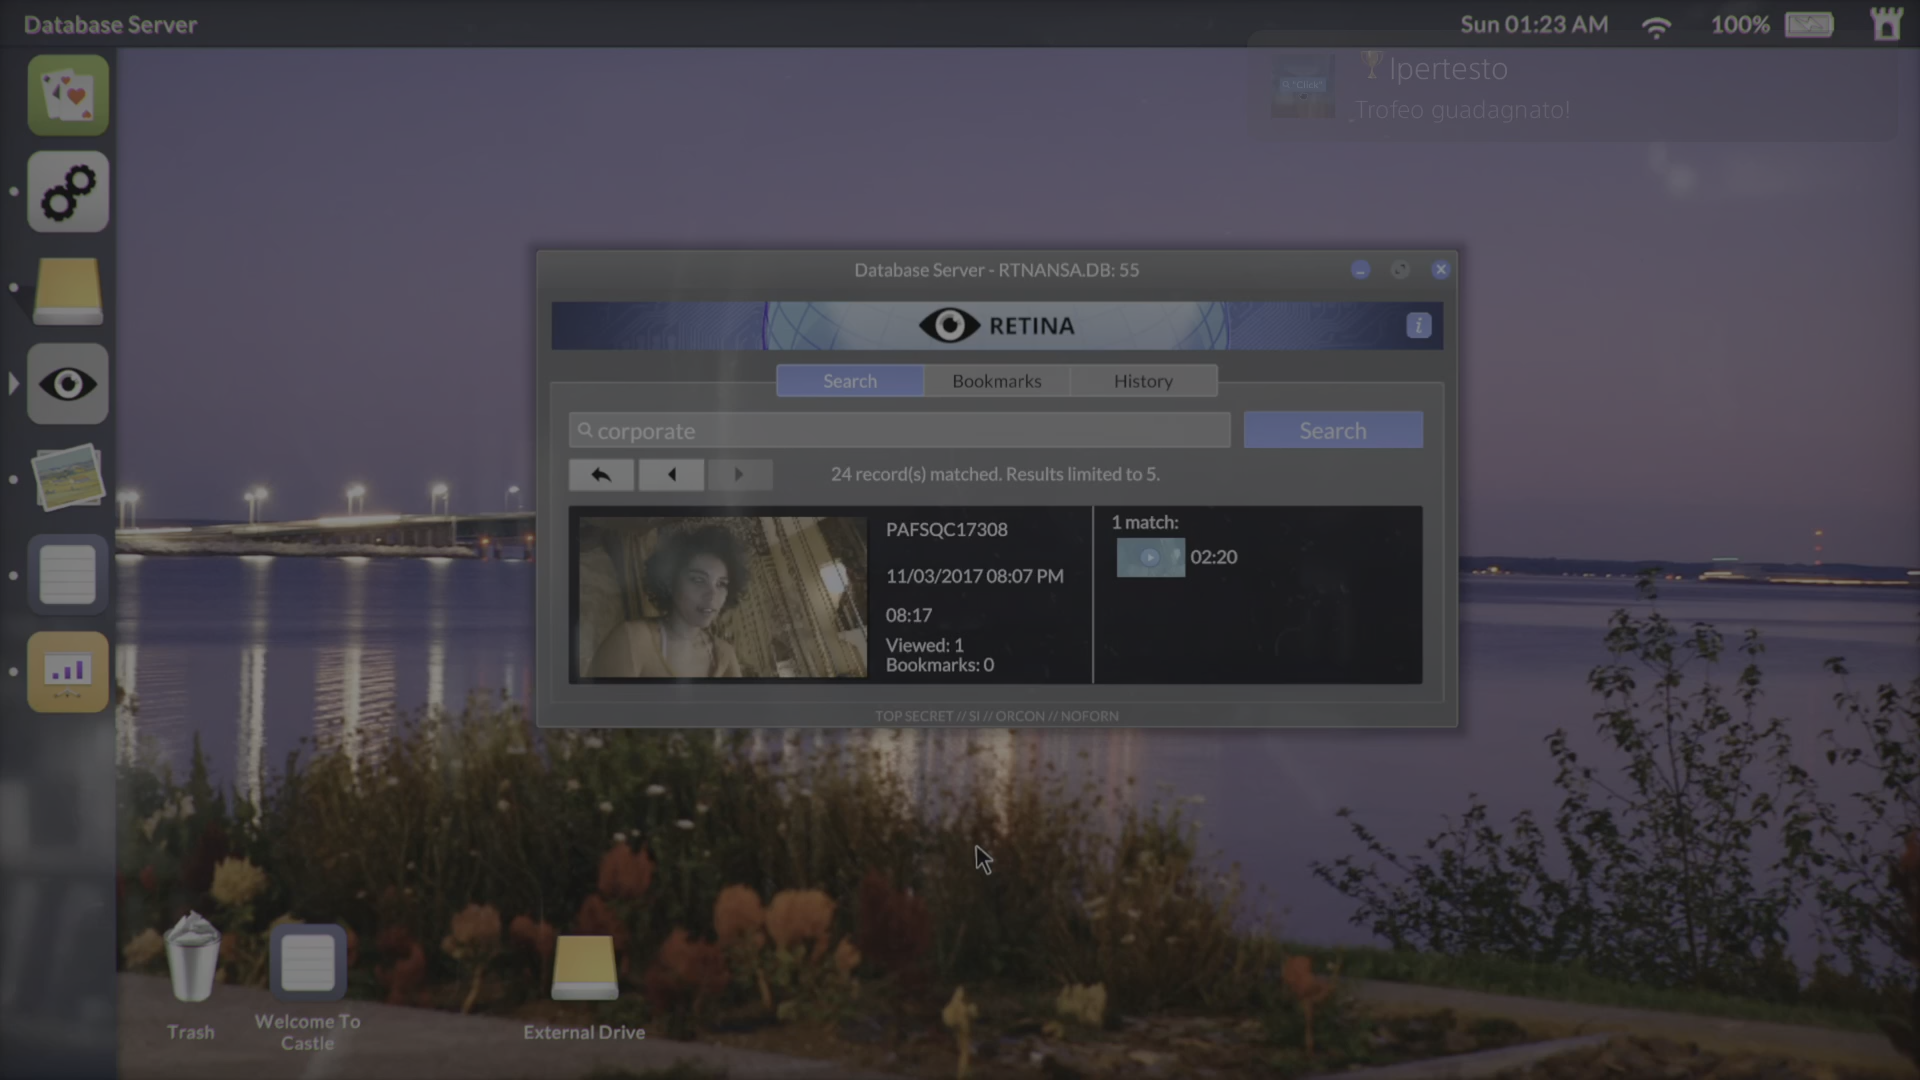 Database Server
Sun 01:23 AM
100%
Ipertesto
Trofeo guadagnato!
"Click"
Database Server - RTNANSA.DB: 55
RETINA
i
Search
Bookmarks
History
corporate
Search
24 record(s) matched. Results limited to 5.
PAFSQC17308
11/03/2017 08:07 PM
08:17
Viewed: 1
Bookmarks: 0
1 match:
02:20
TOP SECRET // SI // ORCON // NOFORN
Trash
Welcome To
Castle
External Drive